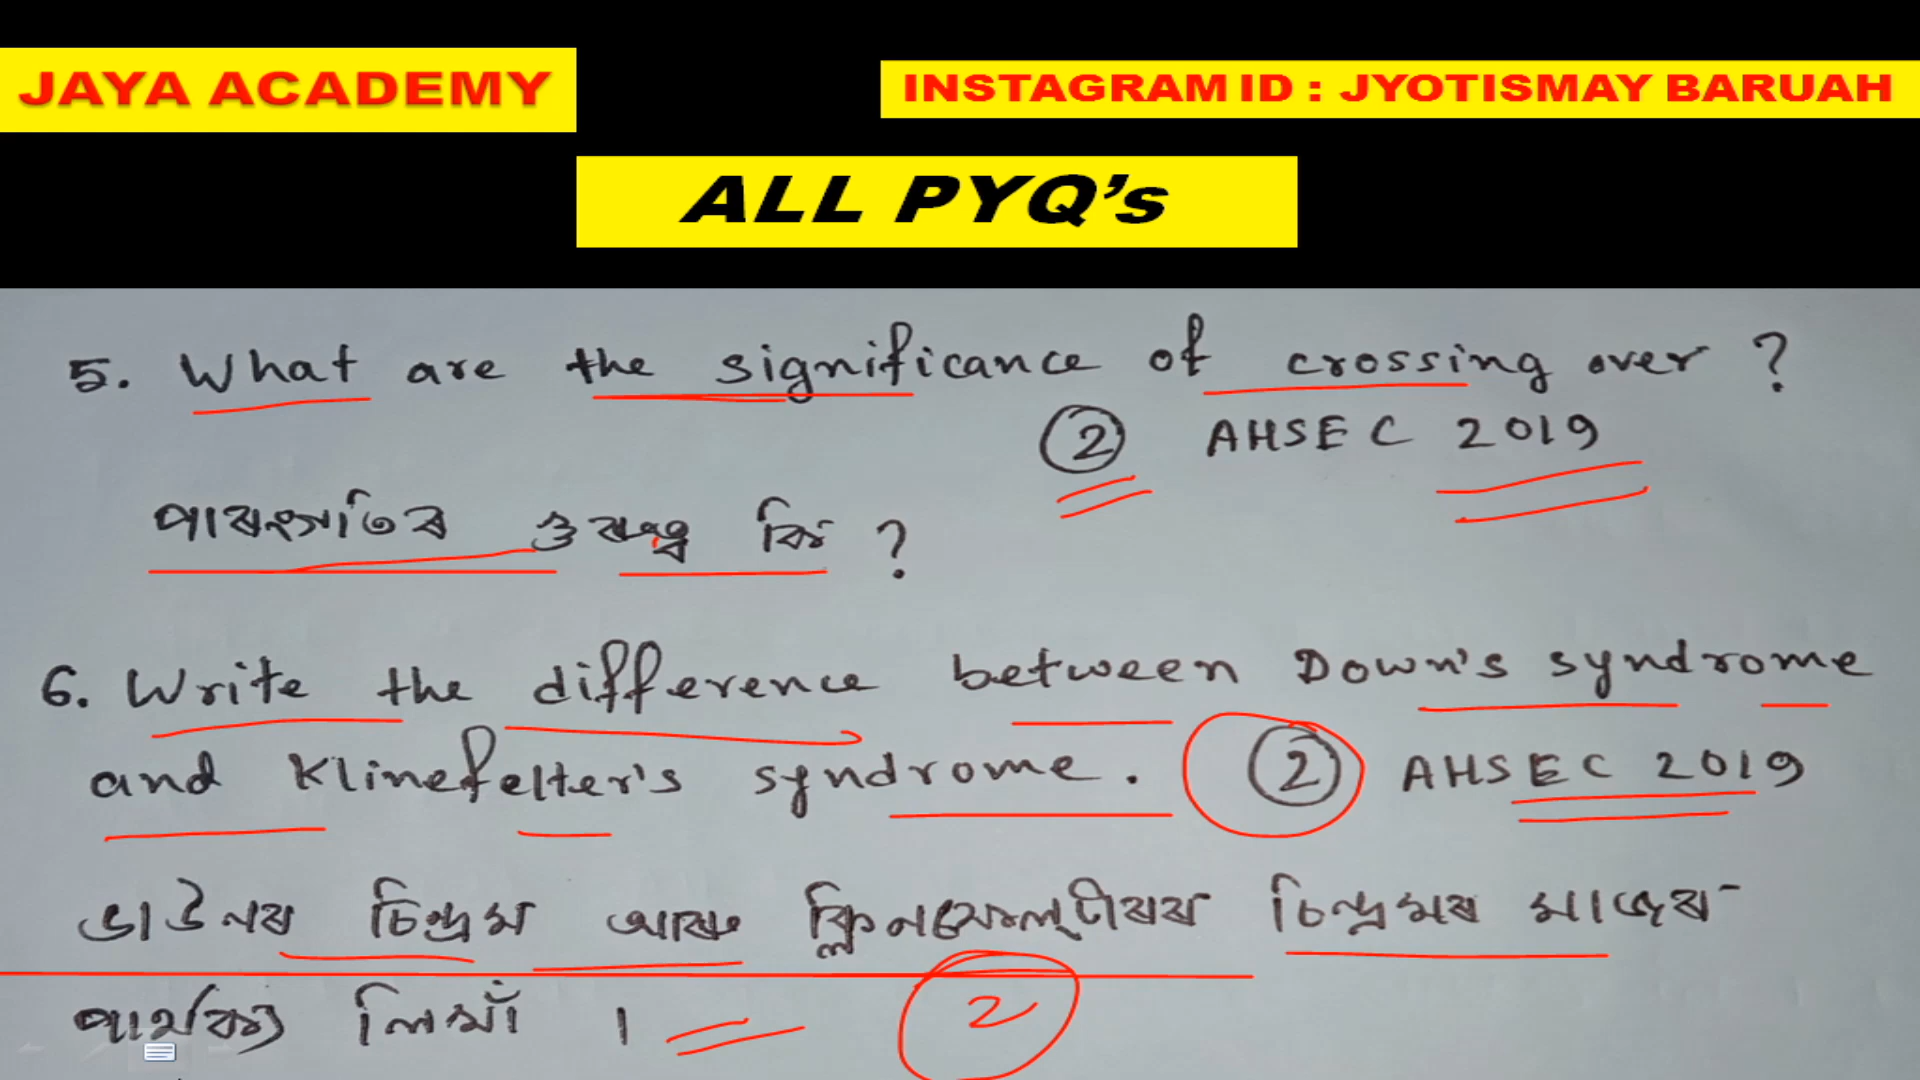 JAYA ACADEMY
INSTAGRAM ID : JYOTISMAY BARUAH
ALL PYQ's
5. What are the significance of crossing over ?
② AHSEC 2019
পাৰংগতিৰ গুৰুত্ব কি ?
6. Write the difference between Down's syndrome
and Klinefelter's syndrome. ② AHSEC 2019
ডাউনৰ চিন্দ্ৰম আৰু ক্লিনফেল্টাৰৰ চিন্দ্ৰমৰ মাজৰ
পাৰ্থক্য লিখাঁ ।
2